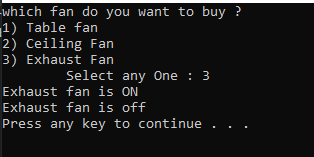 which fan do you want to buy ?
1) Table fan
2) Ceiling Fan
3) Exhaust Fan
        Select any One : 3
Exhaust fan is ON
Exhaust fan is off
Press any key to continue . . .